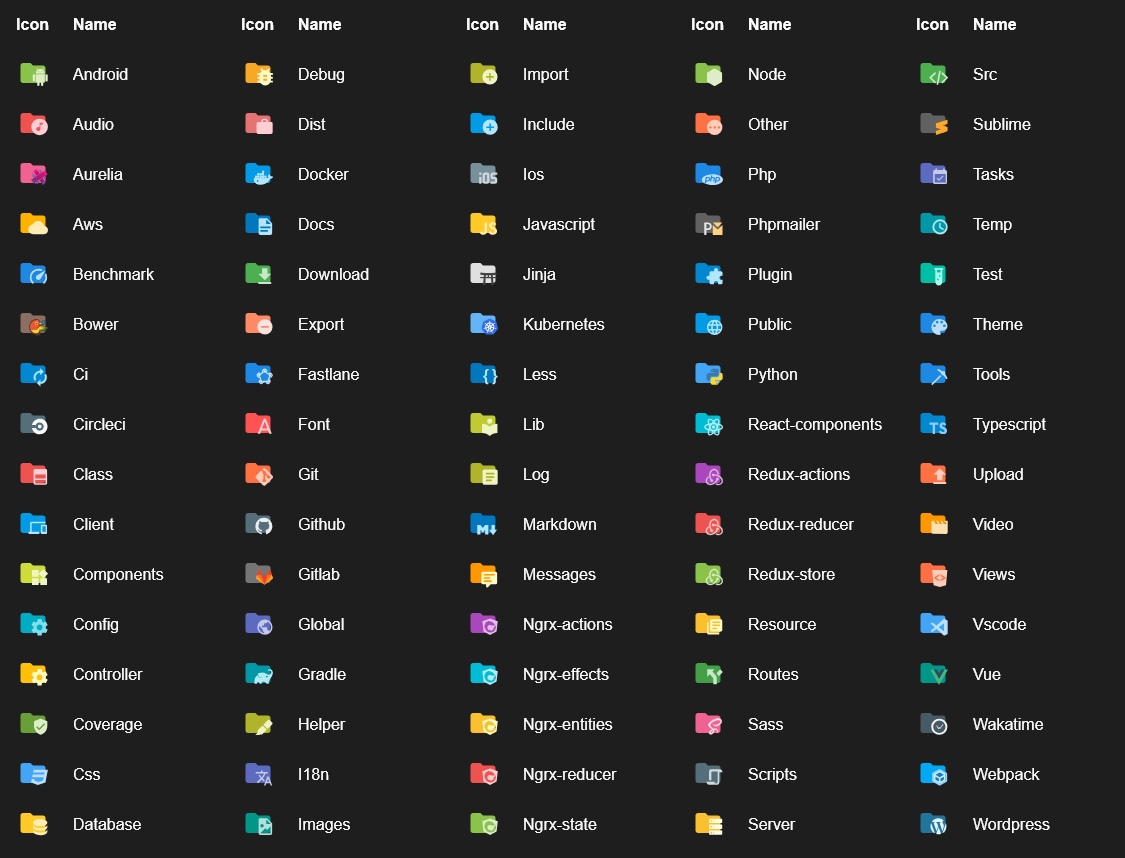 Icon Name Icon Name Icon Name Icon Name Icon Name
Android Debug Import Node Src
Audio Dist Include Other Sublime
Aurelia Docker iOS Ios php Php Tasks
Aws Docs JS Javascript P Phpmailer Temp
Benchmark Download Jinja Plugin Test
Bower Export Kubernetes Public Theme
Ci Fastlane {} Less Python Tools
Circleci A Font Lib React-components TS Typescript
Class Git Log Redux-actions Upload
Client Github M Markdown Redux-reducer Video
Components Gitlab Messages Redux-store <> Views
Config Global Ngrx-actions Resource Vscode
Controller Gradle Ngrx-effects Routes Vue
Coverage Helper Ngrx-entities Sass Wakatime
Css 文A I18n Ngrx-reducer Scripts Webpack
Database Images Ngrx-state Server W Wordpress